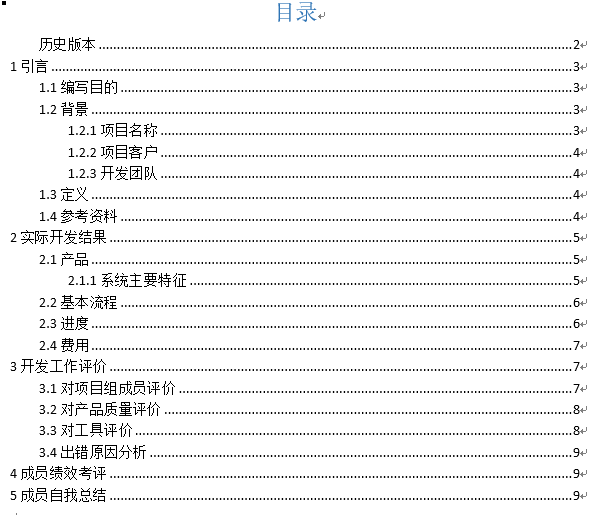 目录
历史版本 2
1 引言 3
1.1 编写目的 3
1.2 背景 3
1.2.1 项目名称 3
1.2.2 项目客户 4
1.2.3 开发团队 4
1.3 定义 4
1.4 参考资料 4
2 实际开发结果 5
2.1 产品 5
2.1.1 系统主要特征 5
2.2 基本流程 6
2.3 进度 6
2.4 费用 7
3 开发工作评价 7
3.1 对项目组成员评价 7
3.2 对产品质量评价 8
3.3 对工具评价 8
3.4 出错原因分析 9
4 成员绩效考评 9
5 成员自我总结 9